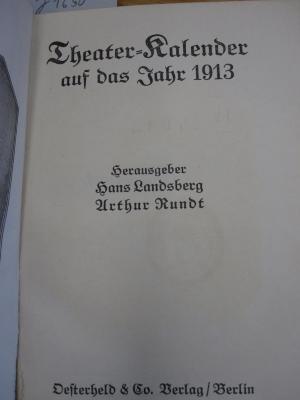 Theater-Kalender
auf das Jahr 1913
Herausgeber
Hans Landsberg
Arthur Rundt
Oesterheld & Co. Verlag / Berlin